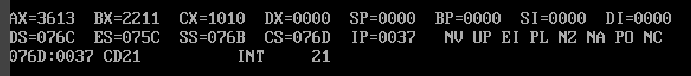 AX=3613 BX=2211 CX=1010 DX=0000 SP=0000 BP=0000 SI=0000 DI=0000
DS=076C ES=075C SS=076B CS=076D IP=0037 NV UP EI PL NZ NA PO NC
076D:0037 CD21 INT 21